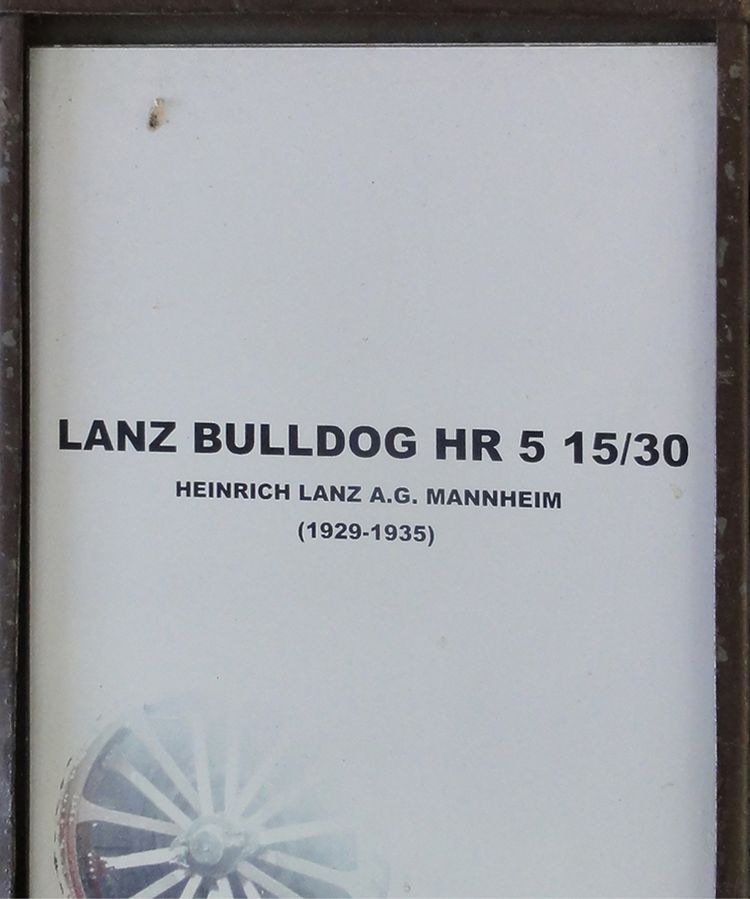 LANZ BULLDOG HR 5 15/30
HEINRICH LANZ A.G. MANNHEIM
(1929-1935)